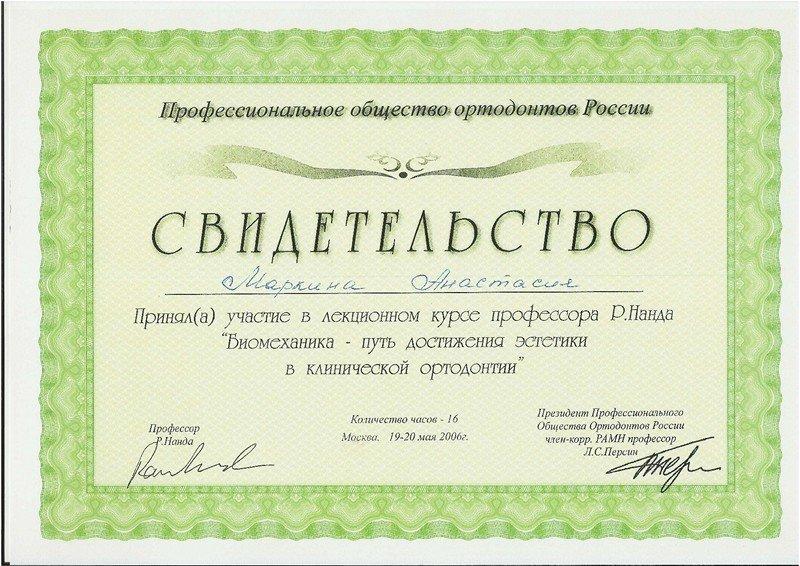 Профессиональное общество ортодонтов России
СВИДЕТЕЛЬСТВО
Маркина Анастасия
Принял(а) участие в лекционном курсе профессора Р.Нанда
"Биомеханика - путь достижения эстетики
в клинической ортодонтии"
Профессор
Р.Нанда
Количество часов - 16
Москва. 19-20 мая 2006г.
Президент Профессионального
Общества Ортодонтов России
член-корр. РАМН профессор
Л.С.Персин